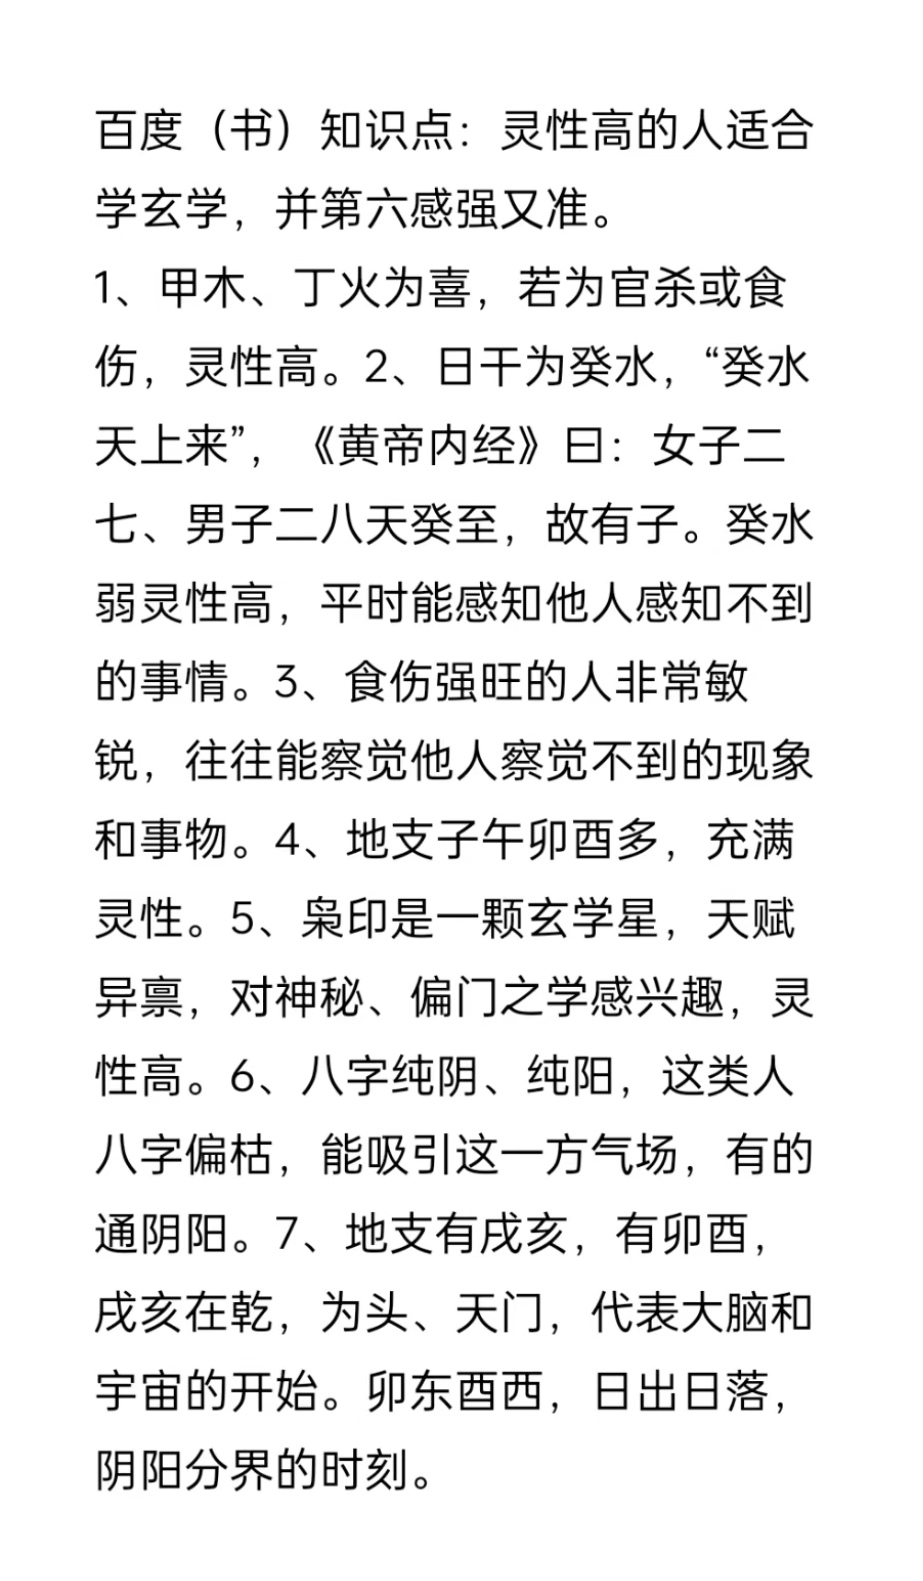 百度（书）知识点：灵性高的人适合
学玄学，并第六感强又准。
1、甲木、丁火为喜，若为官杀或食
伤，灵性高。2、日干为癸水，“癸水
天上来”，《黄帝内经》曰：女子二
七、男子二八天癸至，故有子。癸水
弱灵性高，平时能感知他人感知不到
的事情。3、食伤强旺的人非常敏
锐，往往能察觉他人察觉不到的现象
和事物。4、地支子午卯酉多，充满
灵性。5、枭印是一颗玄学星，天赋
异禀，对神秘、偏门之学感兴趣，灵
性高。6、八字纯阴、纯阳，这类人
八字偏枯，能吸引这一方气场，有的
通阴阳。7、地支有戌亥，有卯酉，
戌亥在乾，为头、天门，代表大脑和
宇宙的开始。卯东酉西，日出日落，
阴阳分界的时刻。